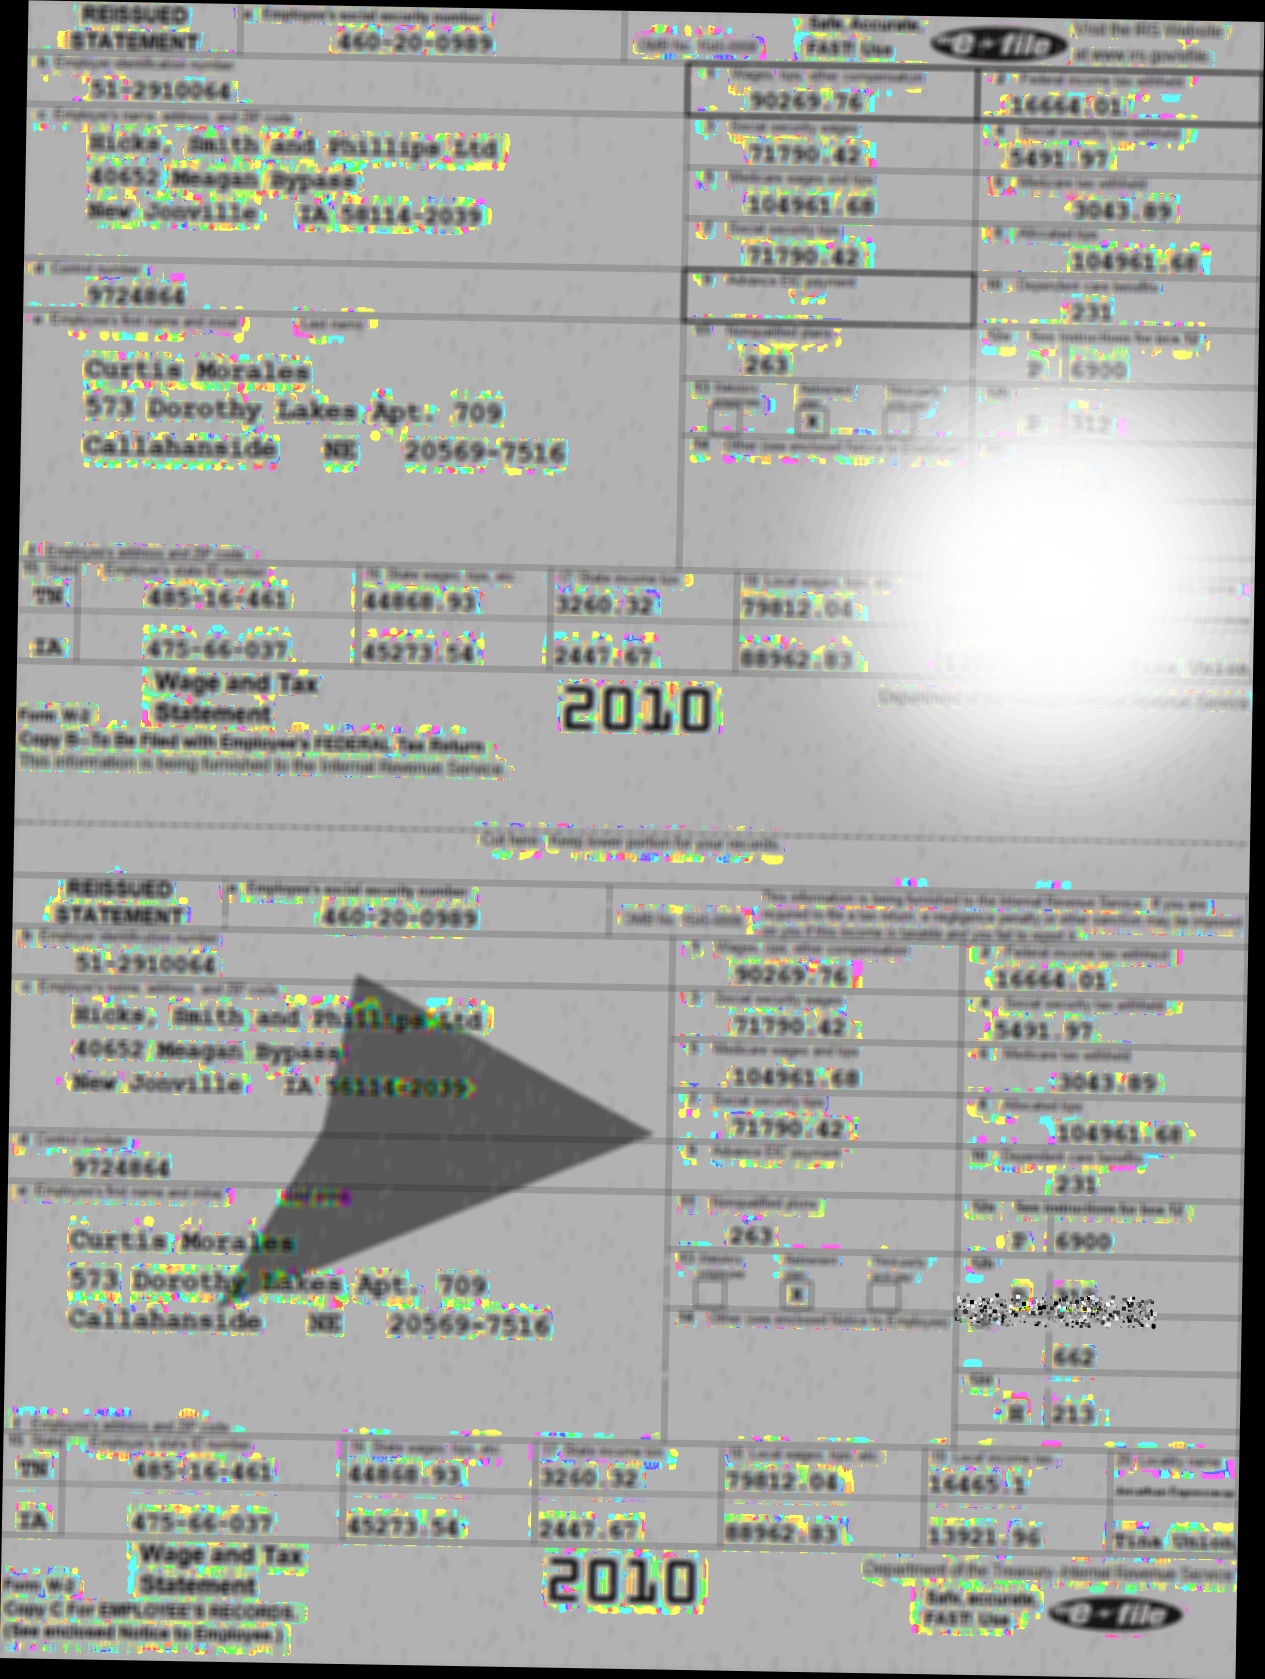 REISSUED STATEMENT
a Employee's social security number
460-20-0989
OMB No. 1545-0008
Safe, Accurate, FAST! Use
e-file
Visit the IRS Website at www.irs.gov/efile
b Employer identification number
51-2910064
1 Wages, tips, other compensation
90269.76
2 Federal income tax withheld
16664.01
c Employer's name, address, and ZIP code
Hicks, Smith and Phillips Ltd
40652 Meagan Bypass
New Jonville IA 58114-2039
3 Social security wages
71790.42
4 Social security tax withheld
5491.97
5 Medicare wages and tips
104961.68
6 Medicare tax withheld
3043.89
7 Social security tips
71790.42
8 Allocated tips
104961.68
d Control number
9724864
9 Advance EIC payment
10 Dependent care benefits
231
e Employee's first name and initial Last name
Curtis Morales
573 Dorothy Lakes Apt. 709
Callahanside NE 20569-7516
11 Nonqualified plans
263
12a See instructions for box 12
P 6900
13 Statutory employee Retirement plan Third-party sick pay
X
P 312
14 Other (see enclosed Notice to Employee)
f Employee's address and ZIP code
15 State Employer's state ID number
16 State wages, tips, etc.
17 State income tax
18 Local wages, tips, etc.
TN 485-16-461 44868.93 3260.32 79812.04
IA 475-66-037 45273.54 2447.67 88962.83
Tina Union
Form W-2
Wage and Tax Statement
2010
Revenue Service
Copy B - To Be Filed with Employee's FEDERAL Tax Return.
This information is being furnished to the Internal Revenue Service.
Cut here. Keep lower portion for your records.
REISSUED STATEMENT
a Employee's social security number
460-20-0989
OMB No. 1545-0008
This information is being furnished to the Internal Revenue Service. If you are required to file a tax return, a negligence penalty or other sanction may be imposed on you if this income is taxable and you fail to report it.
b Employer identification number
51-2910064
1 Wages, tips, other compensation
90269.76
2 Federal income tax withheld
16664.01
c Employer's name, address, and ZIP code
Hicks, Smith and Phillips Ltd
40652 Meagan Bypass
New Jonville IA 58114-2039
3 Social security wages
71790.42
4 Social security tax withheld
5491.97
5 Medicare wages and tips
104961.68
6 Medicare tax withheld
3043.89
7 Social security tips
71790.42
8 Allocated tips
104961.68
d Control number
9724864
9 Advance EIC payment
10 Dependent care benefits
231
e Employee's first name and initial Last name
Curtis Morales
573 Dorothy Lakes Apt. 709
Callahanside NE 20569-7516
11 Nonqualified plans
263
12a See instructions for box 12
P 6900
13 Statutory employee Retirement plan Third-party sick pay
X
14 Other (see enclosed Notice to Employee)
662
H 213
f Employee's address and ZIP code
15 State Employer's state ID number
16 State wages, tips, etc.
17 State income tax
18 Local wages, tips, etc.
19 Local income tax
20 Locality name
TN 485-16-461 44868.93 3260.32 79812.04 16465.1
IA 475-66-037 45273.54 2447.67 88962.83 13921.96 Tina Union
Form W-2
Wage and Tax Statement
2010
Department of the Treasury-Internal Revenue Service
Copy C For EMPLOYEE'S RECORDS.
(See enclosed Notice to Employee.)
Safe, accurate, FAST! Use
e-file